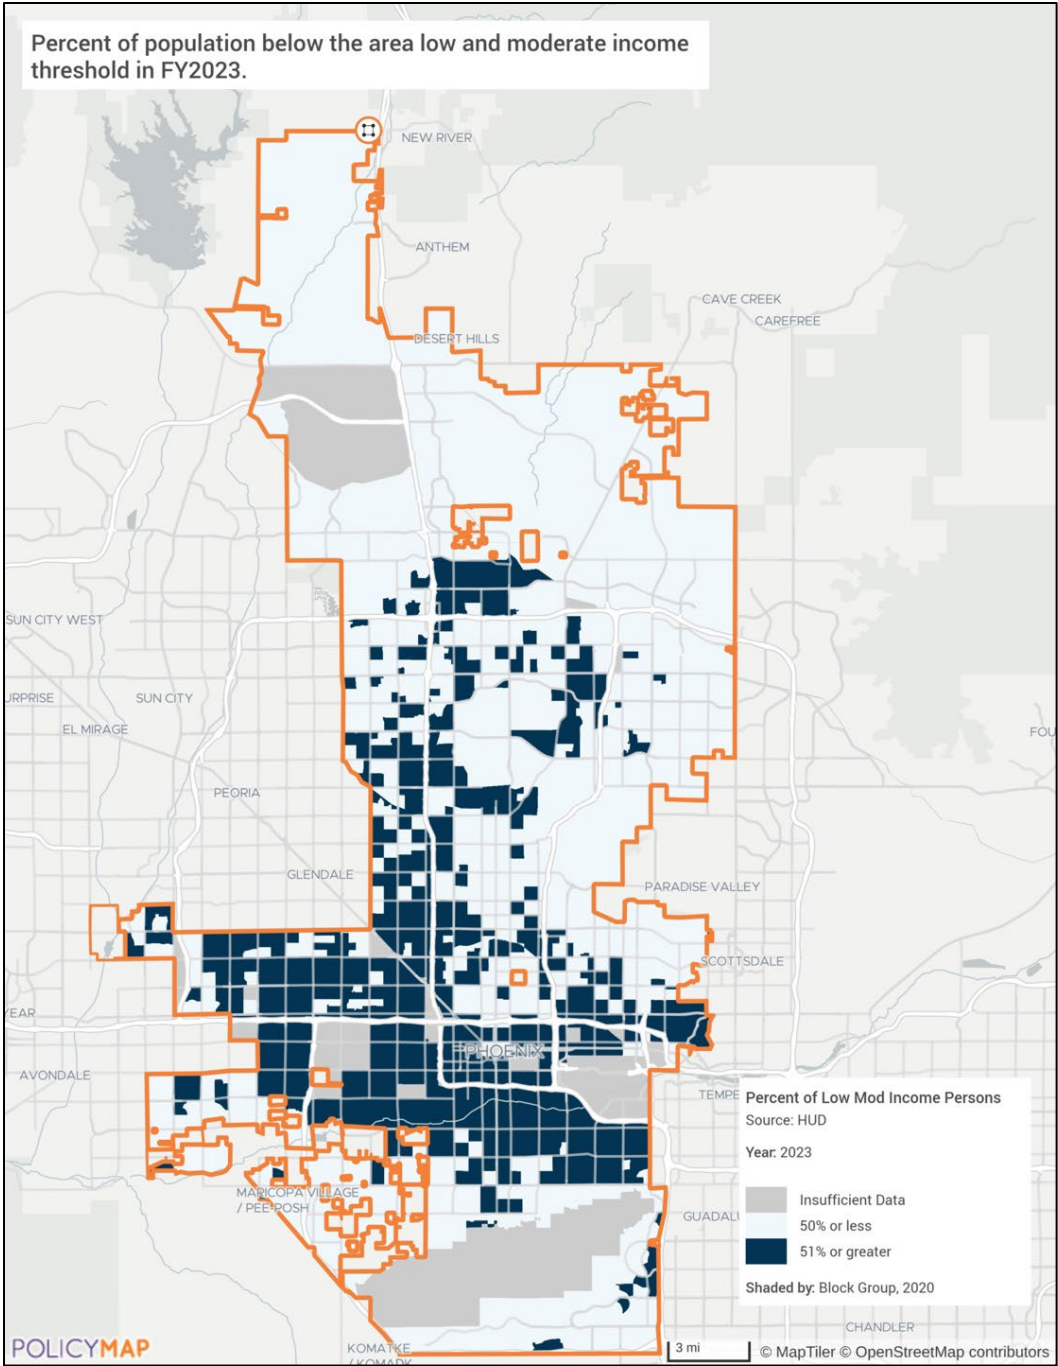 Percent of population below the area low and moderate income
threshold in FY2023.
NEW RIVER
ANTHEM
CAVE CREEK
CAREFREE
DESERT HILLS
SUN CITY WEST
URPRISE
SUN CITY
EL MIRAGE
FOU
PEORIA
GLENDALE
PARADISE VALLEY
SCOTTSDALE
YEAR
PHOENIX
AVONDALE
TEMPE
Percent of Low Mod Income Persons
Source: HUD
Year: 2023
Insufficient Data
50% or less
51% or greater
Shaded by: Block Group, 2020
MARICOPA VILLAGE
/ PEE-POSH
GUADALU
CHANDLER
POLICYMAP
KOMATKE
/ KOMADK
3 mi
© MapTiler © OpenStreetMap contributors